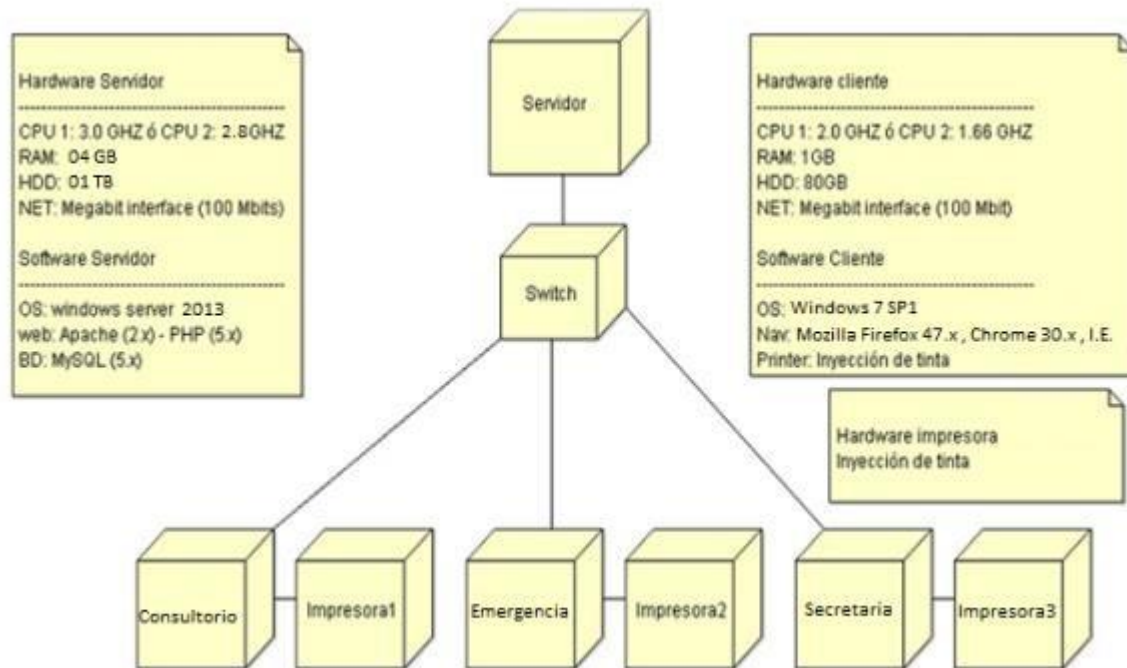 Hardware Servidor
CPU 1: 3.0 GHZ ó CPU 2: 2.8GHZ
RAM: 04 GB
HDD: 01 TB
NET: Megabit interface (100 Mbits)
Software Servidor
OS: windows server 2013
web: Apache (2.x) - PHP (5.x)
BD: MySQL (5.x)
Servidor
Switch
Hardware cliente
CPU 1: 2.0 GHZ ó CPU 2: 1.66 GHZ
RAM: 1GB
HDD: 80GB
NET: Megabit interface (100 Mbit)
Software Cliente
OS: Windows 7 SP1
Nav: Mozilla Firefox 47.x , Chrome 30.x , I.E.
Printer: Inyección de tinta
Hardware impresora
Inyección de tinta
Consultorio
Impresora1
Emergencia
Impresora2
Secretaria
Impresora3